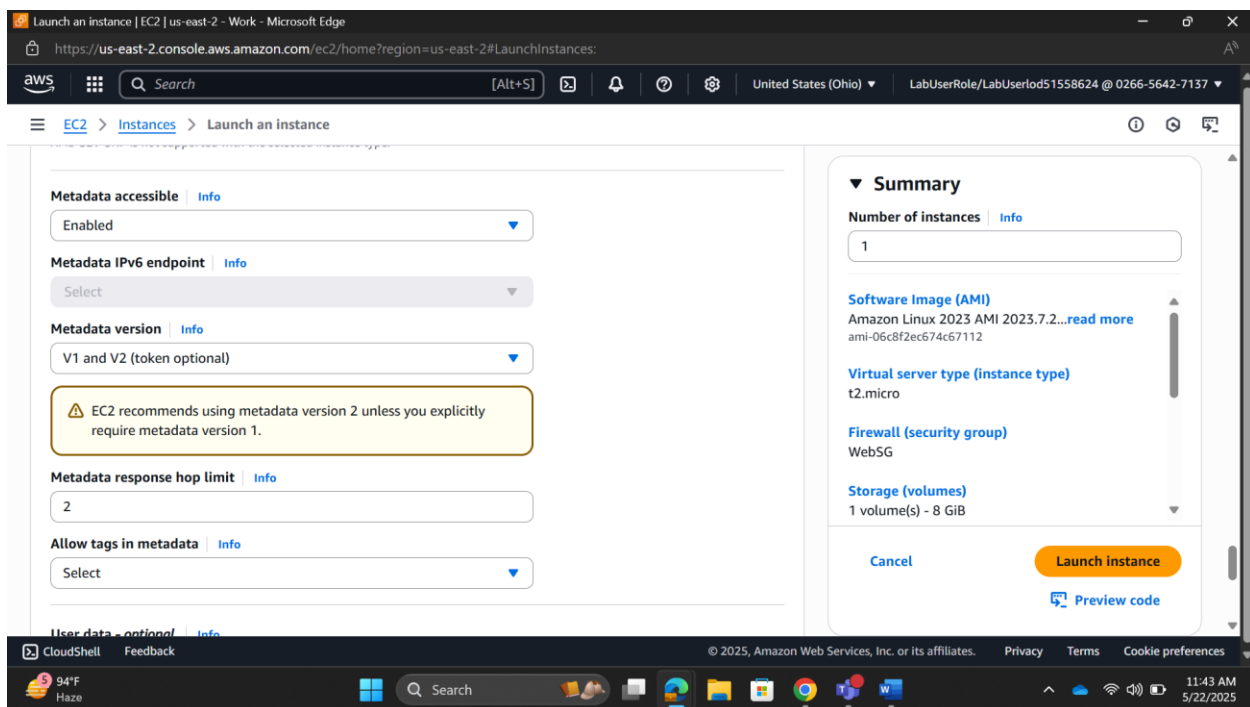 Launch an instance | EC2 | us-east-2 - Work - Microsoft Edge
https://us-east-2.console.aws.amazon.com/ec2/home?region=us-east-2#LaunchInstances:
aws
Search [Alt+S]
United States (Ohio) ▼
LabUserRole/LabUserlod51558624 @ 0266-5642-7137 ▼
EC2 > Instances > Launch an instance
Metadata accessible | Info
Enabled
Metadata IPv6 endpoint | Info
Select
Metadata version | Info
V1 and V2 (token optional)
EC2 recommends using metadata version 2 unless you explicitly
require metadata version 1.
Metadata response hop limit | Info
2
Allow tags in metadata | Info
Select
User data - optional | Info
▼ Summary
Number of instances | Info
1
Software Image (AMI)
Amazon Linux 2023 AMI 2023.7.2...read more
ami-06c8f2ec674c67112
Virtual server type (instance type)
t2.micro
Firewall (security group)
WebSG
Storage (volumes)
1 volume(s) - 8 GiB
Cancel
Launch instance
Preview code
CloudShell Feedback
© 2025, Amazon Web Services, Inc. or its affiliates. Privacy Terms Cookie preferences
5
94°F
Haze
Search
11:43 AM
5/22/2025